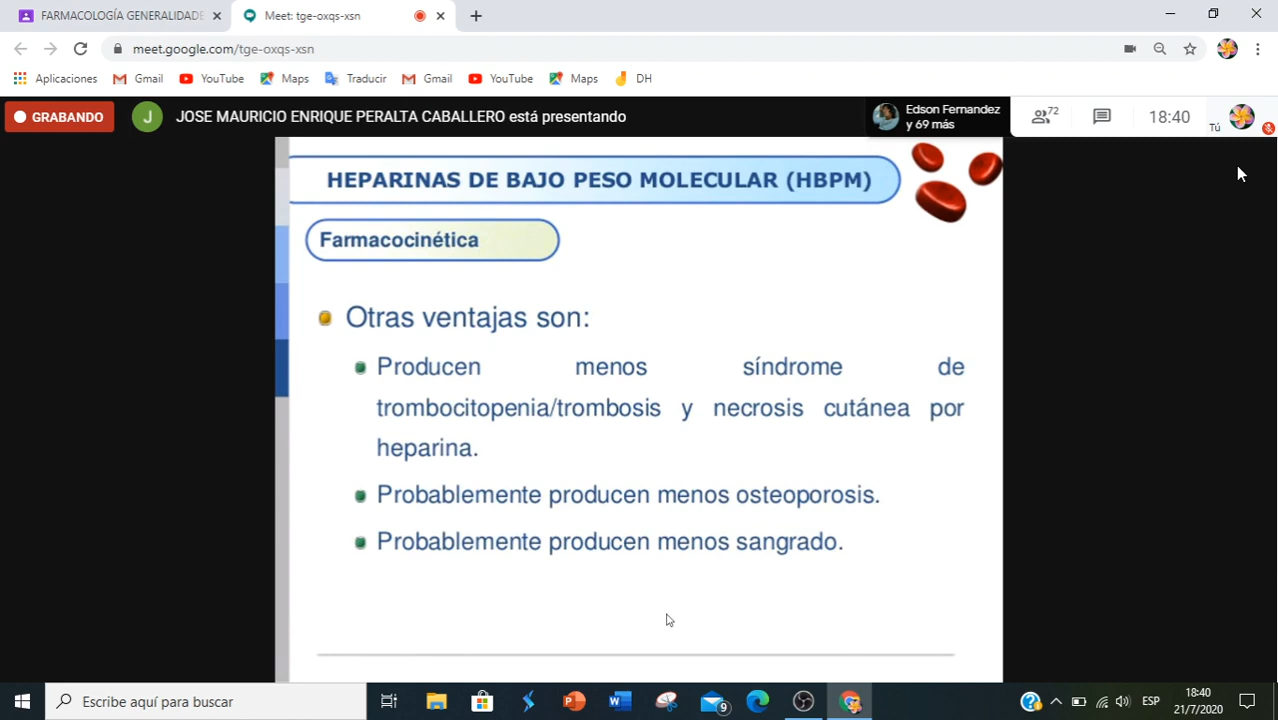 FARMACOLOGÍA GENERALIDADE
Meet: tge-oxqs-xsn
meet.google.com/tge-oxqs-xsn
Aplicaciones Gmail YouTube Maps Traducir Gmail YouTube Maps DH
GRABANDO
J
JOSE MAURICIO ENRIQUE PERALTA CABALLERO está presentando
Edson Fernandez
y 69 más
72
18:40
Tú
HEPARINAS DE BAJO PESO MOLECULAR (HBPM)
Farmacocinética
Otras ventajas son:
Producen menos síndrome de
trombocitopenia/trombosis y necrosis cutánea por
heparina.
Probablemente producen menos osteoporosis.
Probablemente producen menos sangrado.
Escribe aquí para buscar
9
ESP
18:40
21/7/2020